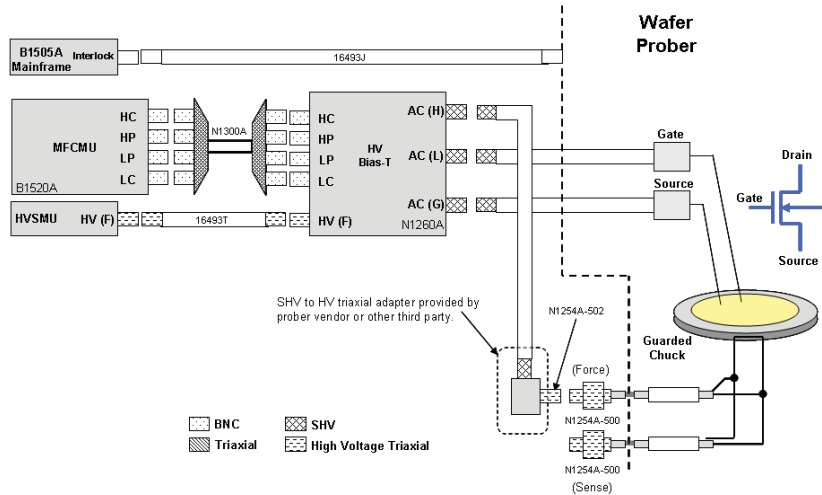 Wafer
Prober
B1505A
Mainframe
Interlock
16493J
MFCMU
B1520A
HC
HP
LP
LC
N1300A
HC
HP
LP
LC
HV
Bias-T
AC (H)
AC (L)
AC (G)
HV (F)
N1260A
HVSMU
HV (F)
16493T
Gate
Source
Drain
Gate
Source
SHV to HV triaxial adapter provided by
prober vendor or other third party.
N1254A-502
Guarded
Chuck
(Force)
N1254A-500
N1254A-500
(Sense)
BNC
SHV
Triaxial
High Voltage Triaxial